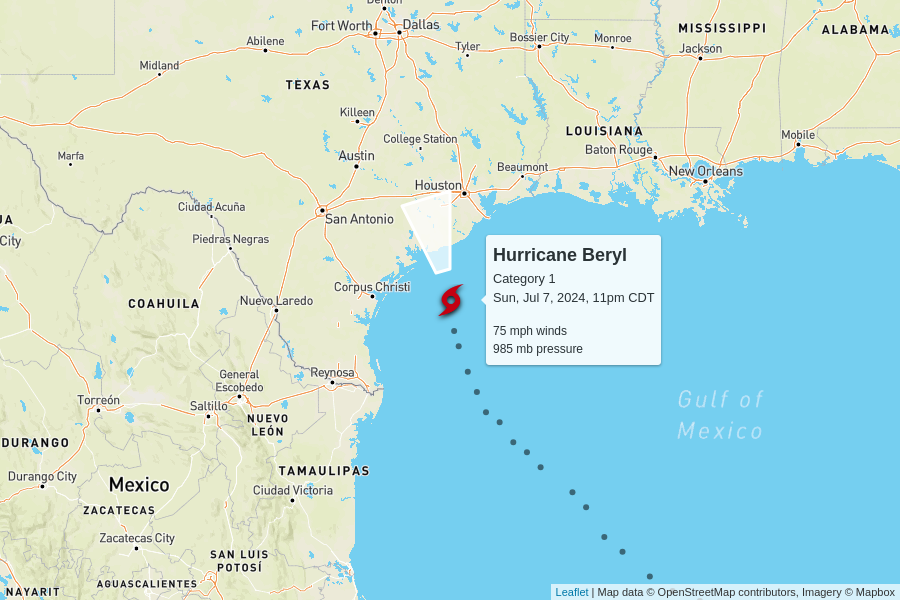 Denton
Fort Worth
Dallas
Abilene
Tyler
Bossier City
Monroe
MISSISSIPPI
ALABAMA
Jackson
Midland
TEXAS
Killeen
College Station
LOUISIANA
Baton Rouge
Mobile
Marfa
Austin
Beaumont
New Orleans
Houston
Ciudad Acuña
San Antonio
UA
City
Piedras Negras
Hurricane Beryl
Category 1
Sun, Jul 7, 2024, 11pm CDT
75 mph winds
985 mb pressure
Corpus Christi
COAHUILA
Nuevo Laredo
General
Escobedo
Reynosa
Torreón
Saltillo
NUEVO
LEÓN
Gulf of
Mexico
DURANGO
TAMAULIPAS
Durango City
Mexico
Ciudad Victoria
ZACATECAS
Zacatecas City
SAN LUIS
POTOSÍ
AGUASCALIENTES
NAYARIT
Leaflet | Map data © OpenStreetMap contributors, Imagery © Mapbox